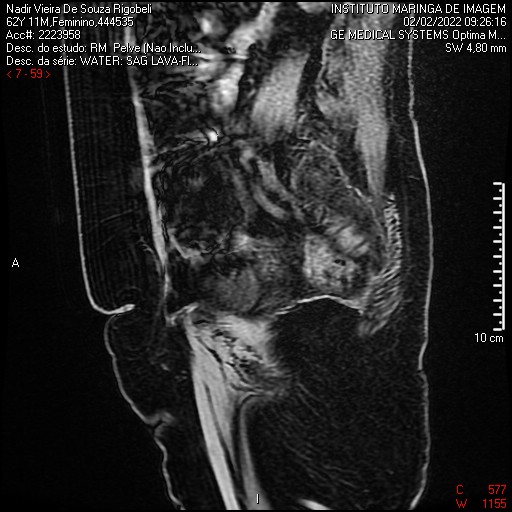 Nadir Vieira De Souza Rigobeli
62Y 11M,Feminino,444535
Acc#: 2223958
Desc. do estudo: RM Pelve (Nao Inclu...
Desc. da série: WATER: SAG LAVA-Fl...
< 7 - 59 >
INSTITUTO MARINGA DE IMAGEM
02/02/2022 09:26:16
GE MEDICAL SYSTEMS Optima M...
SW 4,80 mm
A
10 cm
I
C 577
W 1155